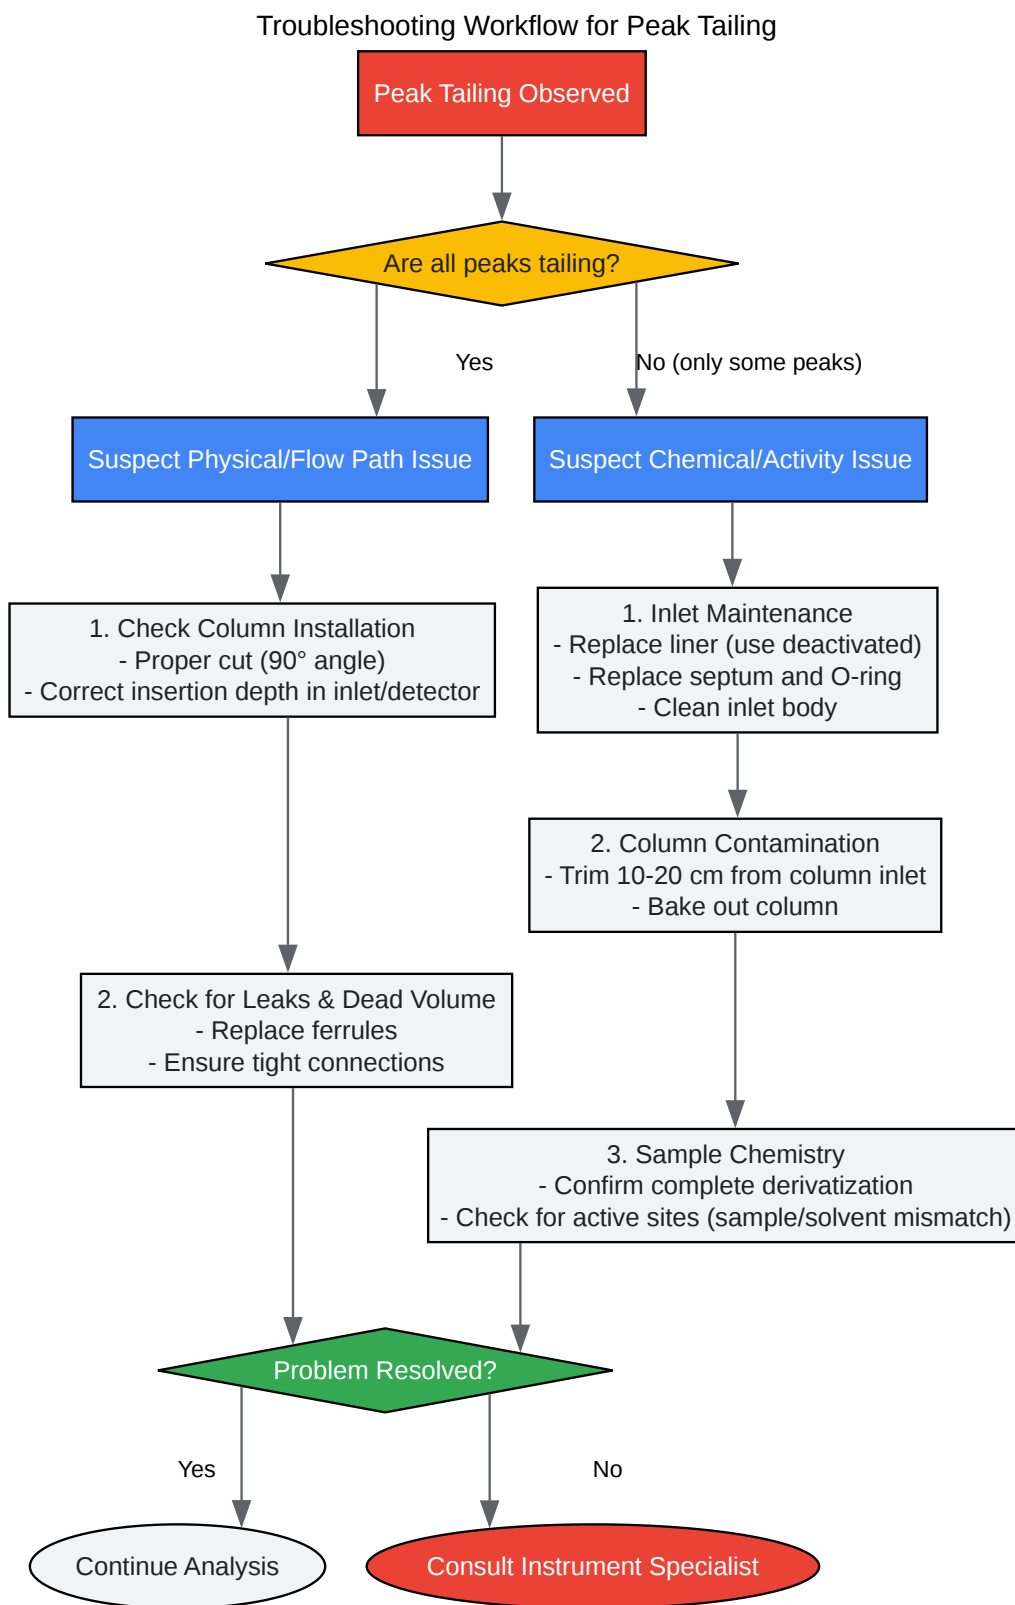 Troubleshooting Workflow for Peak Tailing
Peak Tailing Observed
Are all peaks tailing?
Yes
No (only some peaks)
Suspect Physical/Flow Path Issue
Suspect Chemical/Activity Issue
1. Check Column Installation
- Proper cut (90° angle)
- Correct insertion depth in inlet/detector
1. Inlet Maintenance
- Replace liner (use deactivated)
- Replace septum and O-ring
- Clean inlet body
2. Column Contamination
- Trim 10-20 cm from column inlet
- Bake out column
2. Check for Leaks & Dead Volume
- Replace ferrules
- Ensure tight connections
3. Sample Chemistry
- Confirm complete derivatization
- Check for active sites (sample/solvent mismatch)
Problem Resolved?
Yes
No
Continue Analysis
Consult Instrument Specialist